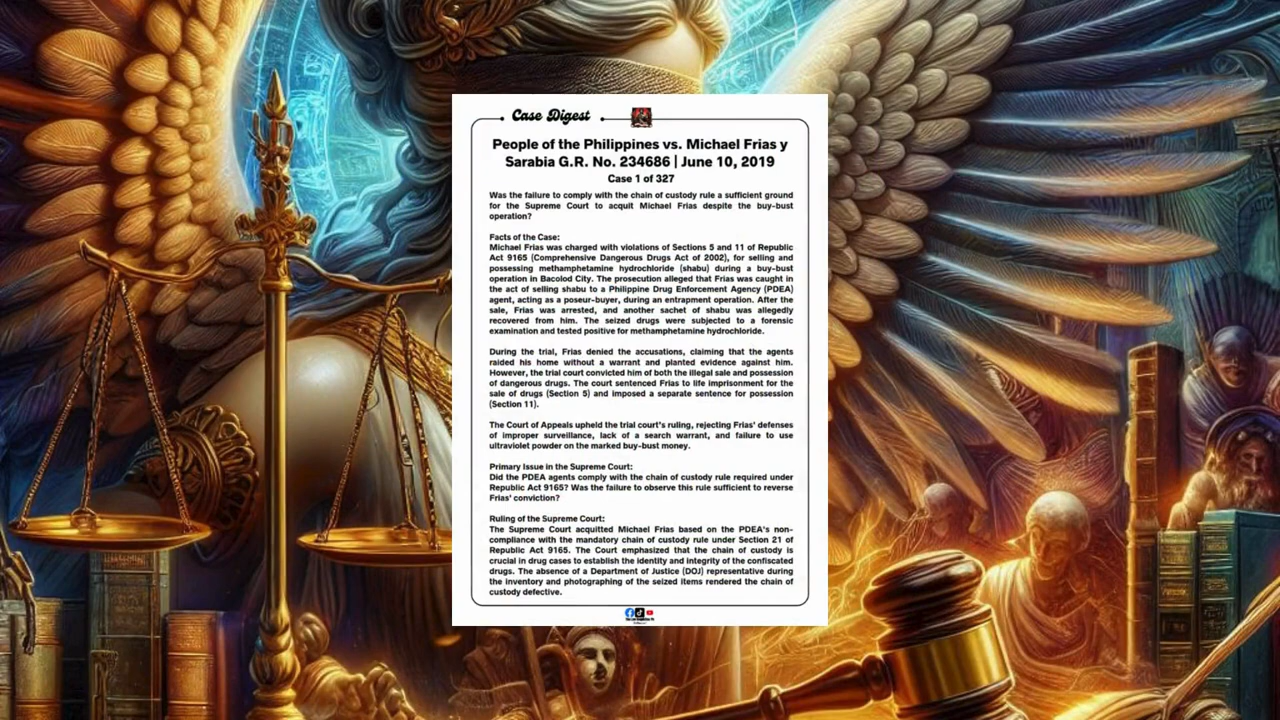 Case Digest
People of the Philippines vs. Michael Frias y
Sarabia G.R. No. 234686 | June 10, 2019
Case 1 of 327
Was the failure to comply with the chain of custody rule a sufficient ground
for the Supreme Court to acquit Michael Frias despite the buy-bust
operation?
Facts of the Case:
Michael Frias was charged with violations of Sections 5 and 11 of Republic
Act 9165 (Comprehensive Dangerous Drugs Act of 2002), for selling and
possessing methamphetamine hydrochloride (shabu) during a buy-bust
operation in Bacolod City. The prosecution alleged that Frias was caught in
the act of selling shabu to a Philippine Drug Enforcement Agency (PDEA)
agent, acting as a poseur-buyer, during an entrapment operation. After the
sale, Frias was arrested, and another sachet of shabu was allegedly
recovered from him. The seized drugs were subjected to a forensic
examination and tested positive for methamphetamine hydrochloride.
During the trial, Frias denied the accusations, claiming that the agents
raided his home without a warrant and planted evidence against him.
However, the trial court convicted him of both the illegal sale and possession
of dangerous drugs. The court sentenced Frias to life imprisonment for the
sale of drugs (Section 5) and imposed a separate sentence for possession
(Section 11).
The Court of Appeals upheld the trial court's ruling, rejecting Frias' defenses
of improper surveillance, lack of a search warrant, and failure to use
ultraviolet powder on the marked buy-bust money.
Primary Issue in the Supreme Court:
Did the PDEA agents comply with the chain of custody rule required under
Republic Act 9165? Was the failure to observe this rule sufficient to reverse
Frias' conviction?
Ruling of the Supreme Court:
The Supreme Court acquitted Michael Frias based on the PDEA's non-
compliance with the mandatory chain of custody rule under Section 21 of
Republic Act 9165. The Court emphasized that the chain of custody is
crucial in drug cases to establish the identity and integrity of the confiscated
drugs. The absence of a Department of Justice (DOJ) representative during
the inventory and photographing of the seized items rendered the chain of
custody defective.